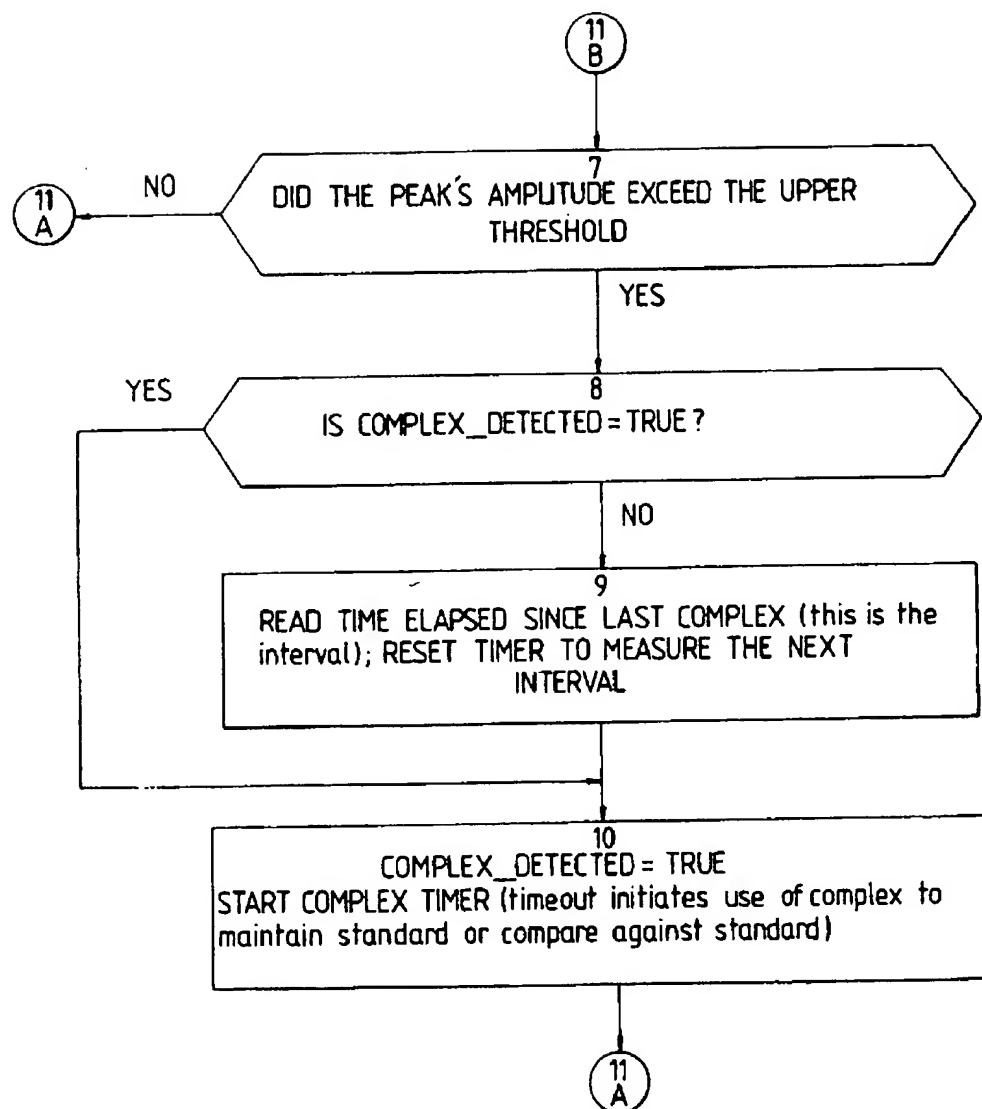 11
B
7
DID THE PEAK'S AMPLITUDE EXCEED THE UPPER
THRESHOLD
NO
11
A
YES
YES
8
IS COMPLEX_DETECTED = TRUE ?
NO
9
READ TIME ELAPSED SINCE LAST COMPLEX (this is the
interval); RESET TIMER TO MEASURE THE NEXT
INTERVAL
10
COMPLEX_DETECTED = TRUE
START COMPLEX TIMER (timeout initiates use of complex to
maintain standard or compare against standard)
11
A